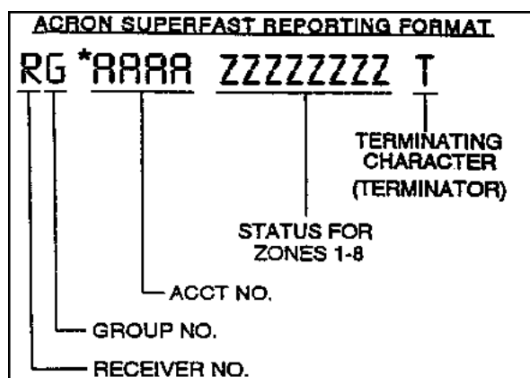 ACRON SUPERFAST REPORTING FORMAT
RG *AAAA ZZZZZZZZ T
TERMINATING
CHARACTER
(TERMINATOR)
STATUS FOR
ZONES 1-8
ACCT NO.
GROUP NO.
RECEIVER NO.